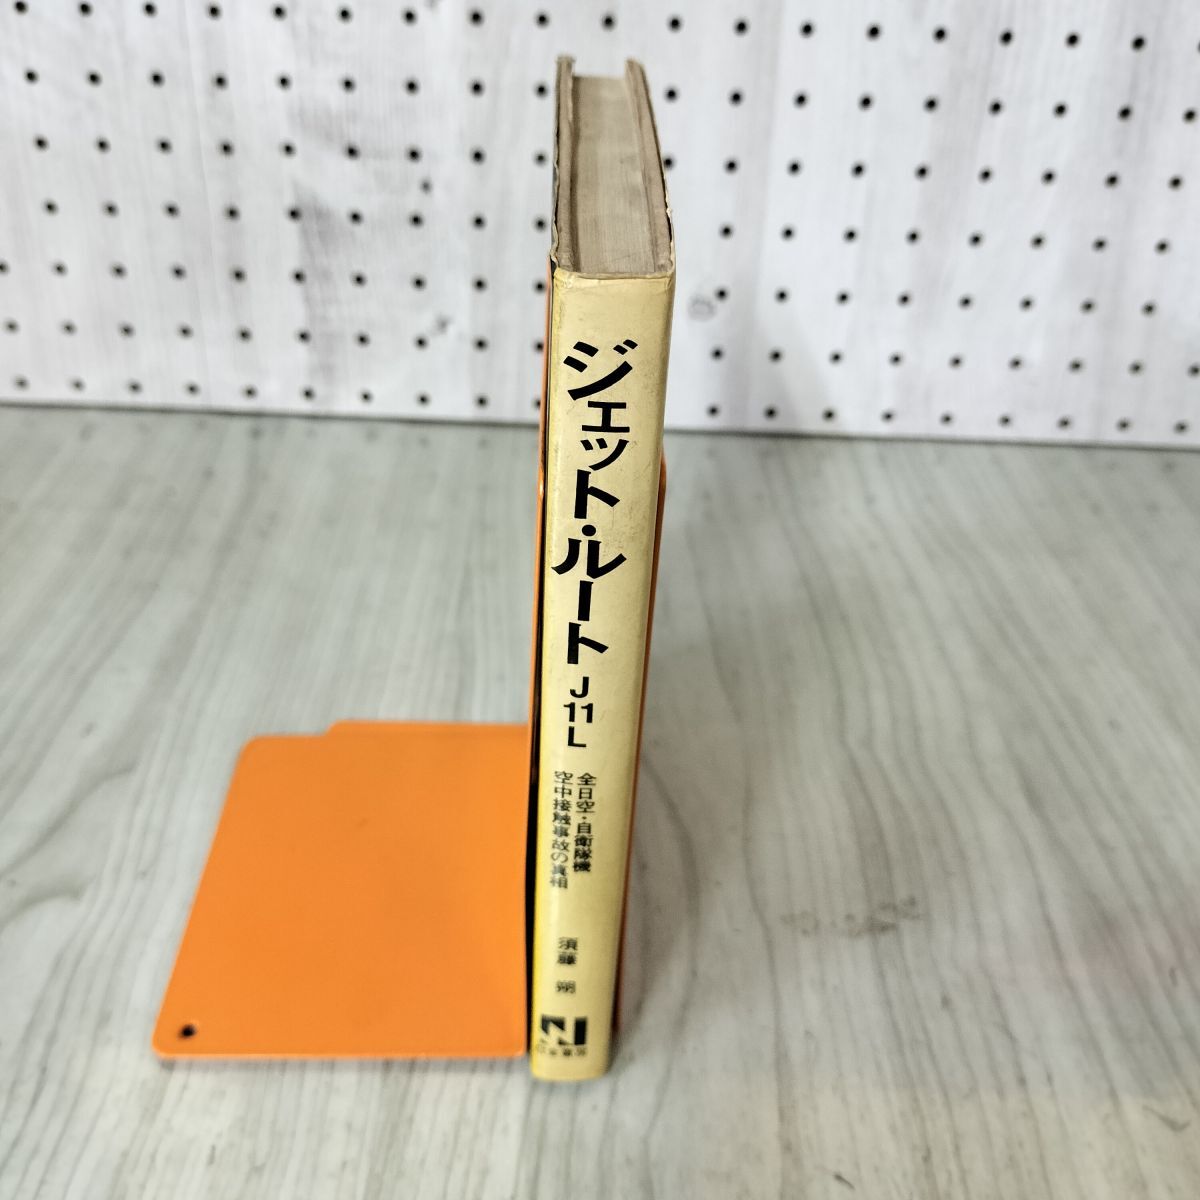 ジェット・ルート
J
11
L
全日空・自衛隊機
空中接触事故の真相
須藤 朔